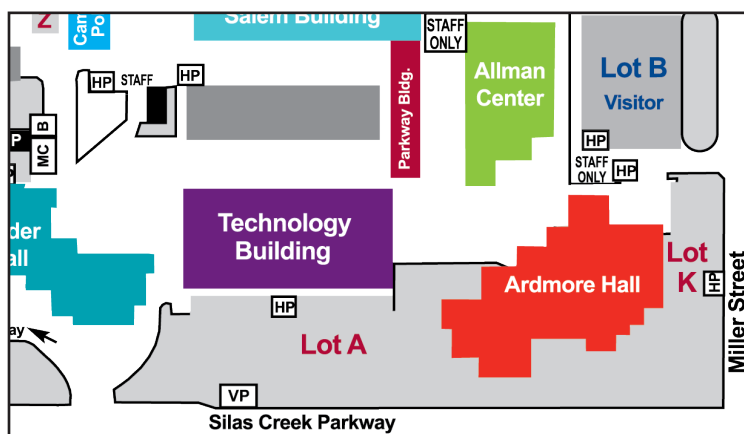 Z
Salem Building
STAFF
ONLY
HP
STAFF
HP
Parkway Bldg.
Allman
Center
Lot B
Visitor
B
MC
P
HP
STAFF
ONLY
HP
Technology
Building
Lot
K
HP
Ardmore Hall
HP
Lot A
Miller Street
VP
Silas Creek Parkway